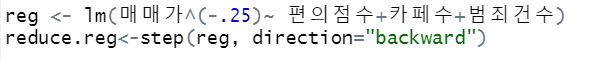 reg <- lm(매매가^(-.25)~ 편의점수+카페수+범죄건수)
reduce.reg<-step(reg, direction="backward")